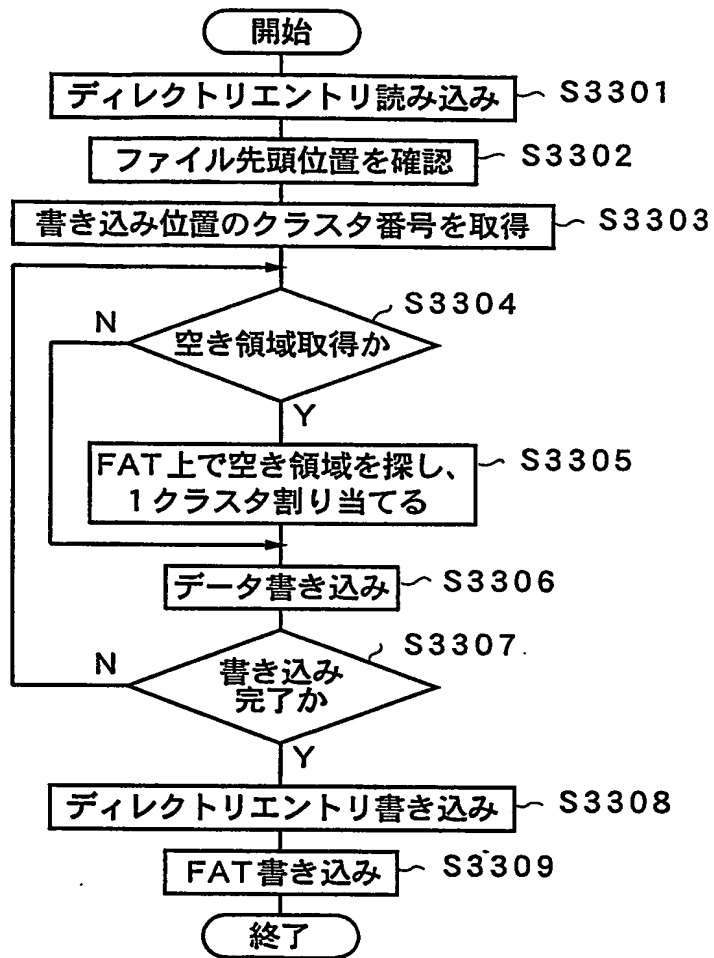 開始
ディレクトリエントリ読み込み
S3301
ファイル先頭位置を確認
S3302
書き込み位置のクラスタ番号を取得
S3303
S3304
N
空き領域取得か
Y
FAT上で空き領域を探し、
1クラスタ割り当てる
S3305
データ書き込み
S3306
S3307
N
書き込み
完了か
Y
ディレクトリエントリ書き込み
S3308
FAT書き込み
S3309
終了